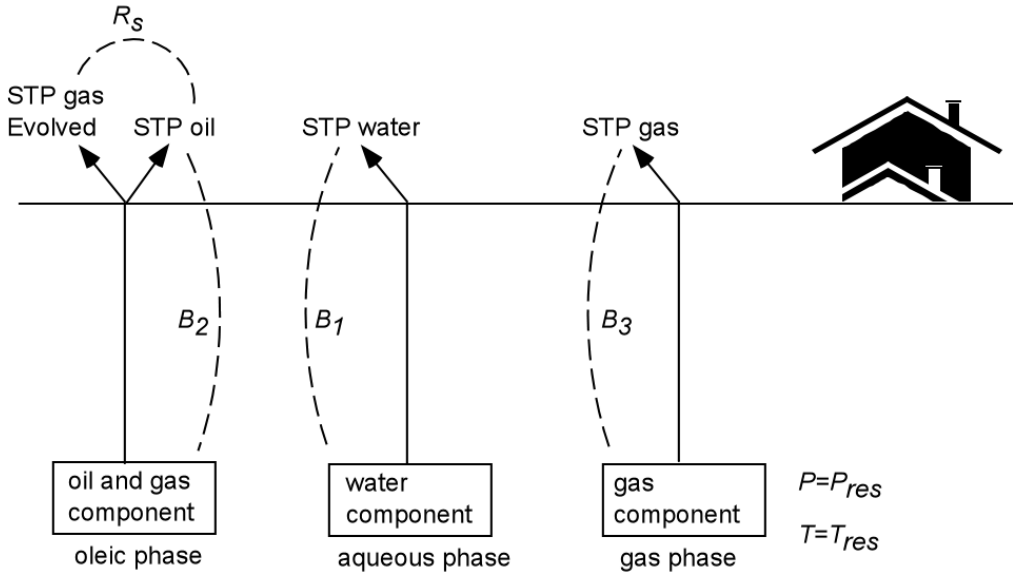 R_s
STP gas
Evolved
STP oil
STP water
STP gas
B_2
B_1
B_3
oil and gas
component
water
component
gas
component
P=P_res
T=T_res
oleic phase
aqueous phase
gas phase